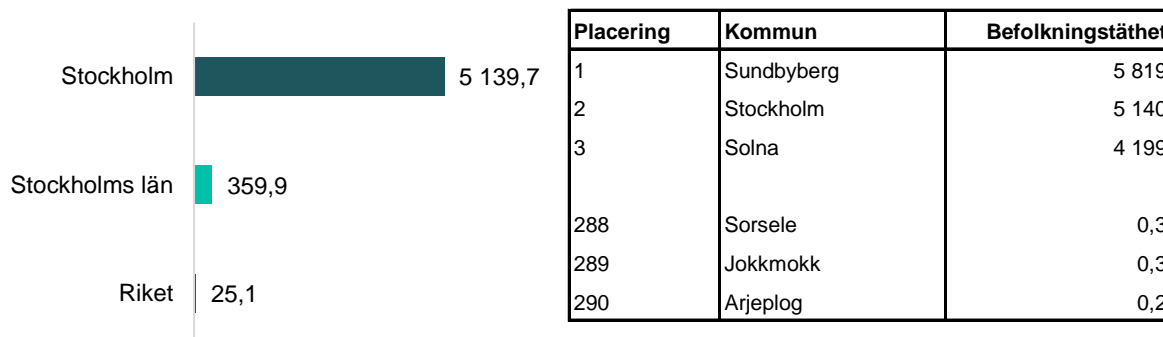 Stockholm 5 139,7
Stockholms län 359,9
Riket 25,1
Placering Kommun Befolkningstäthet
1 Sundbyberg 5 819
2 Stockholm 5 140
3 Solna 4 199
288 Sorsele 0,3
289 Jokkmokk 0,3
290 Arjeplog 0,2